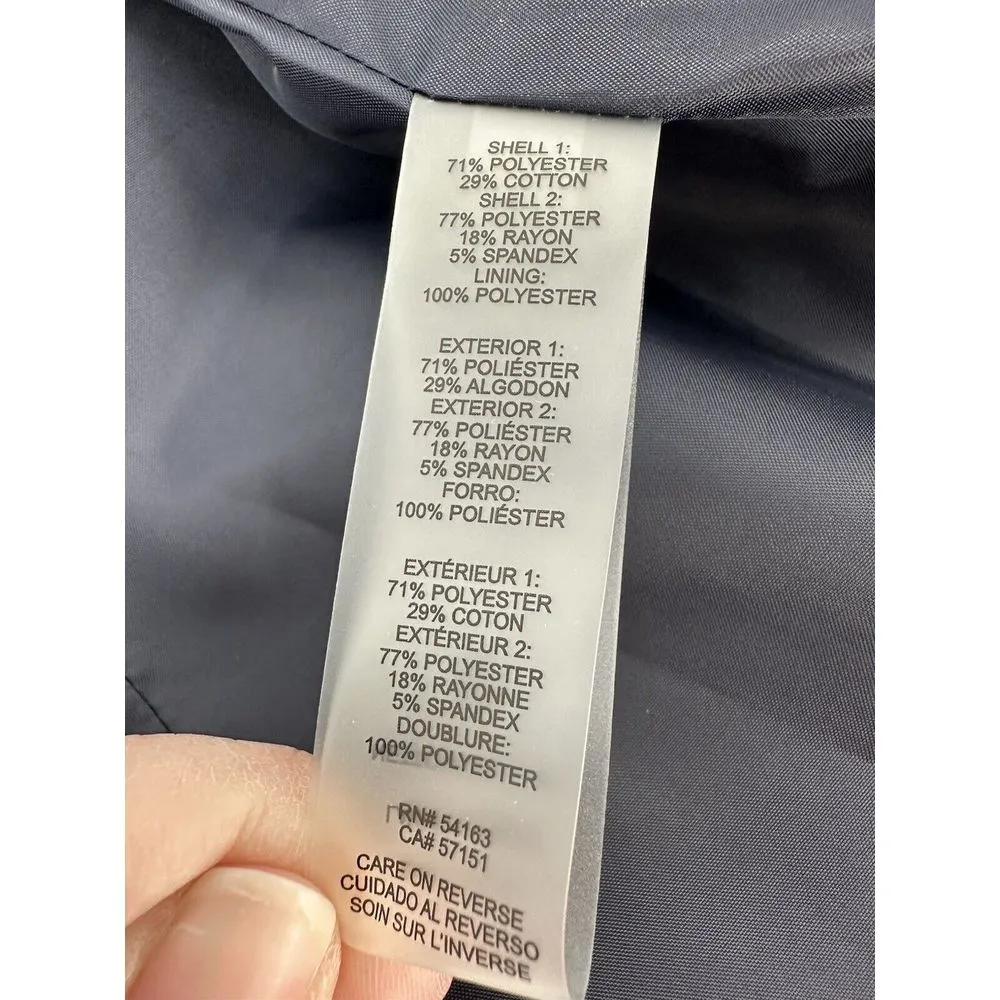 SHELL 1:
71% POLYESTER
29% COTTON
SHELL 2:
77% POLYESTER
18% RAYON
5% SPANDEX
LINING:
100% POLYESTER
EXTERIOR 1:
71% POLIÉSTER
29% ALGODON
EXTERIOR 2:
77% POLIÉSTER
18% RAYON
5% SPANDEX
FORRO:
100% POLIÉSTER
EXTÉRIEUR 1:
71% POLYESTER
29% COTON
EXTÉRIEUR 2:
77% POLYESTER
18% RAYONNE
5% SPANDEX
DOUBLURE:
100% POLYESTER
RN# 54163
CA# 57151
CARE ON REVERSE
CUIDADO AL REVERSO
SOIN SUR L'INVERSE